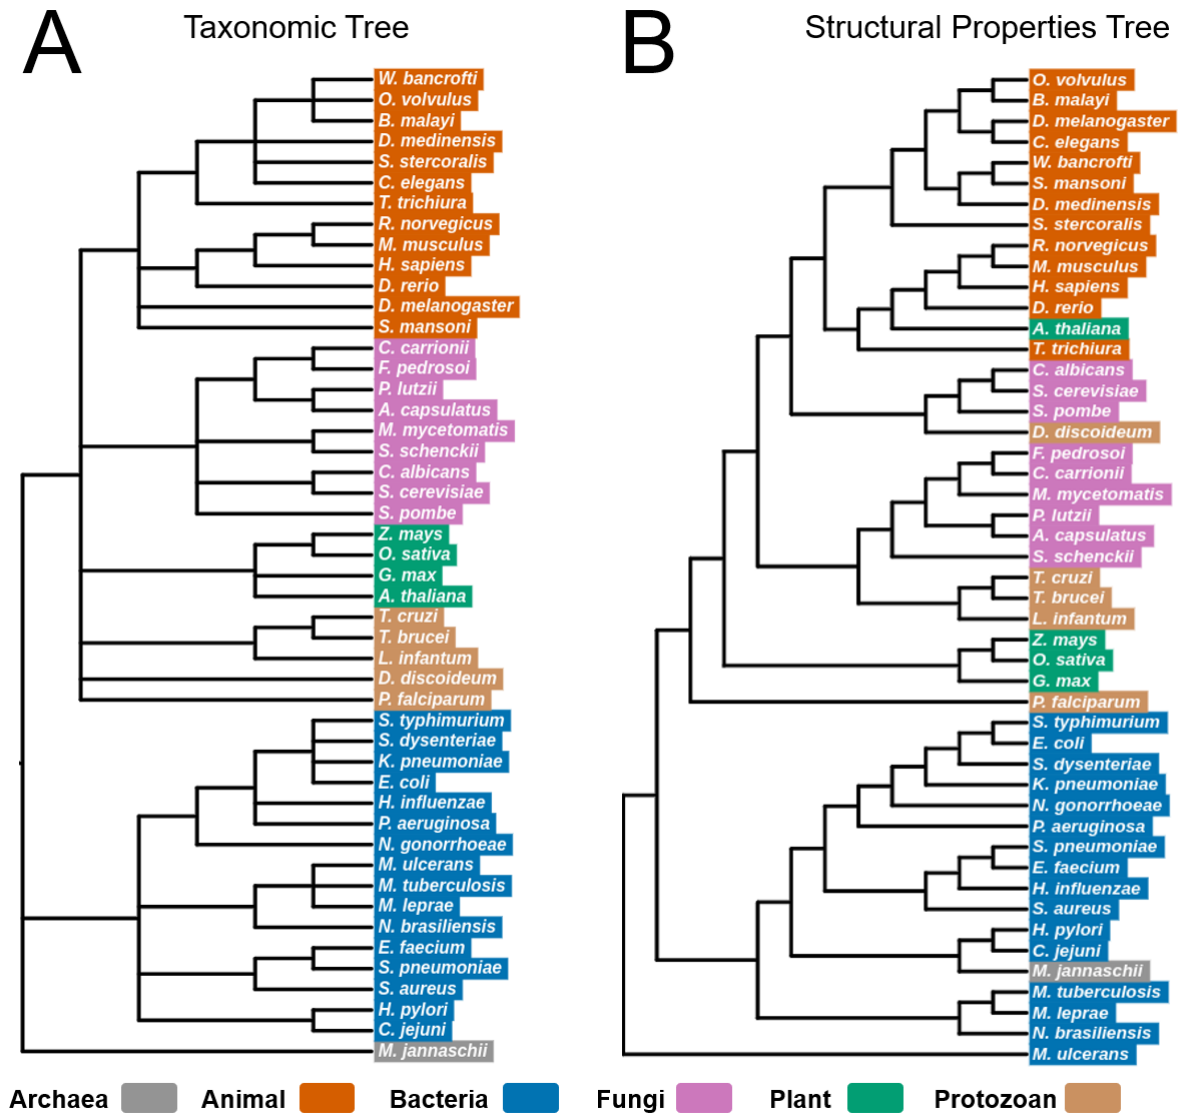 A
Taxonomic Tree
W. bancrofti
O. volvulus
B. malayi
D. medinensis
S. stercoralis
C. elegans
T. trichiura
R. norvegicus
M. musculus
H. sapiens
D. rerio
D. melanogaster
S. mansoni
C. carrionii
F. pedrosoi
P. lutzii
A. capsulatus
M. mycetomatis
S. schenckii
C. albicans
S. cerevisiae
S. pombe
Z. mays
O. sativa
G. max
A. thaliana
T. cruzi
T. brucei
L. infantum
D. discoideum
P. falciparum
S. typhimurium
S. dysenteriae
K. pneumoniae
E. coli
H. influenzae
P. aeruginosa
N. gonorrhoeae
M. ulcerans
M. tuberculosis
M. leprae
N. brasiliensis
E. faecium
S. pneumoniae
S. aureus
H. pylori
C. jejuni
M. jannaschii
B
Structural Properties Tree
O. volvulus
B. malayi
D. melanogaster
C. elegans
W. bancrofti
S. mansoni
D. medinensis
S. stercoralis
R. norvegicus
M. musculus
H. sapiens
D. rerio
A. thaliana
T. trichiura
C. albicans
S. cerevisiae
S. pombe
D. discoideum
F. pedrosoi
C. carrionii
M. mycetomatis
P. lutzii
A. capsulatus
S. schenckii
T. cruzi
T. brucei
L. infantum
Z. mays
O. sativa
G. max
P. falciparum
S. typhimurium
E. coli
S. dysenteriae
K. pneumoniae
N. gonorrhoeae
P. aeruginosa
S. pneumoniae
E. faecium
H. influenzae
S. aureus
H. pylori
C. jejuni
M. jannaschii
M. tuberculosis
M. leprae
N. brasiliensis
M. ulcerans
Archaea Animal Bacteria Fungi Plant Protozoan